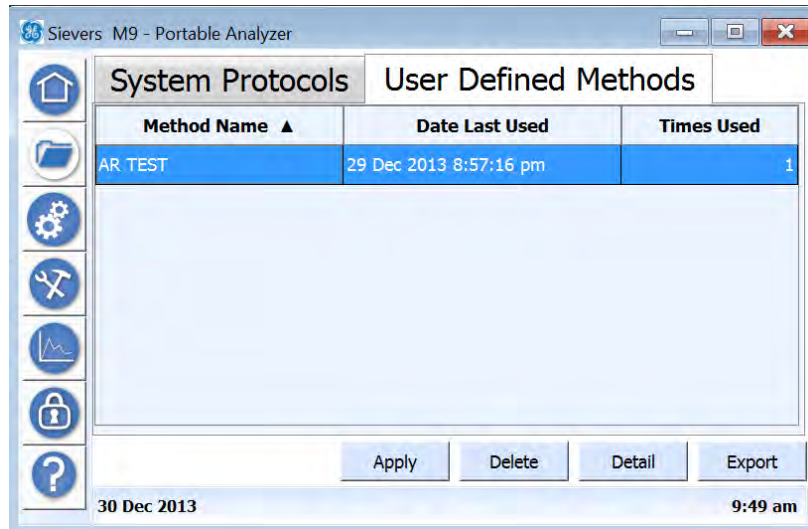 Sievers M9 - Portable Analyzer
System Protocols User Defined Methods
Method Name ▲ Date Last Used Times Used
AR TEST 29 Dec 2013 8:57:16 pm 1
Apply Delete Detail Export
30 Dec 2013 9:49 am